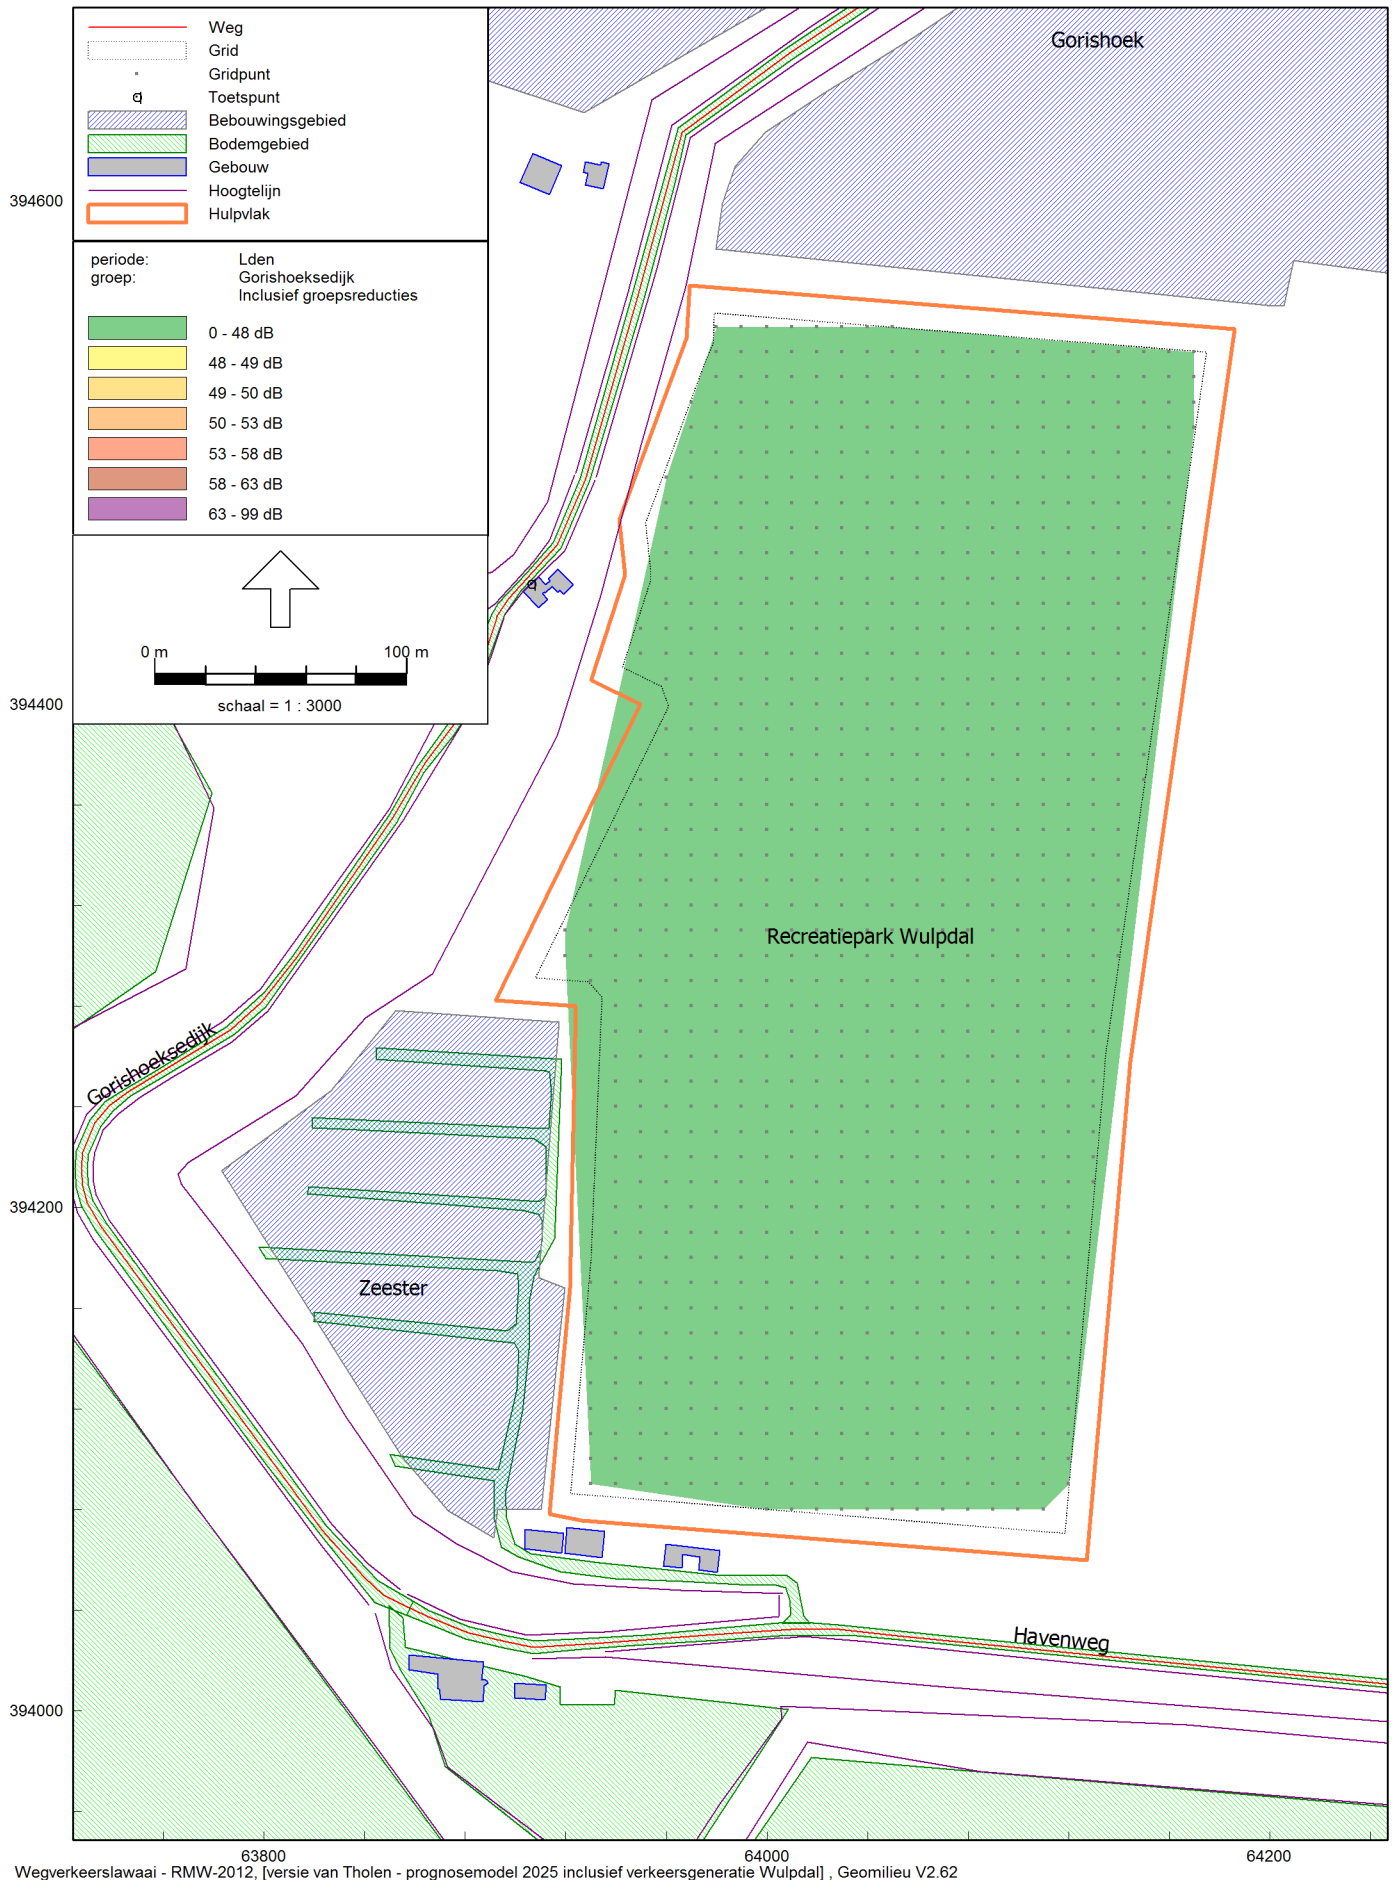 Weg
Grid
Gridpunt
Toetspunt
Bebouwingsgebied
Bodemgebied
Gebouw
Hoogtelijn
Hulpvlak
periode: Lden
groep: Gorishoeksedijk
Inclusief groepsreducties
0 - 48 dB
48 - 49 dB
49 - 50 dB
50 - 53 dB
53 - 58 dB
58 - 63 dB
63 - 99 dB
0 m 100 m
schaal = 1 : 3000
Gorishoek
394600
394400
Recreatiepark Wulpdal
Gorishoeksedijk
394200
Zeester
Havenweg
394000
63800 64000 64200
Wegverkeerslawaai - RMW-2012, [versie van Tholen - prognosemodel 2025 inclusief verkeersgeneratie Wulpdal] , Geomilieu V2.62